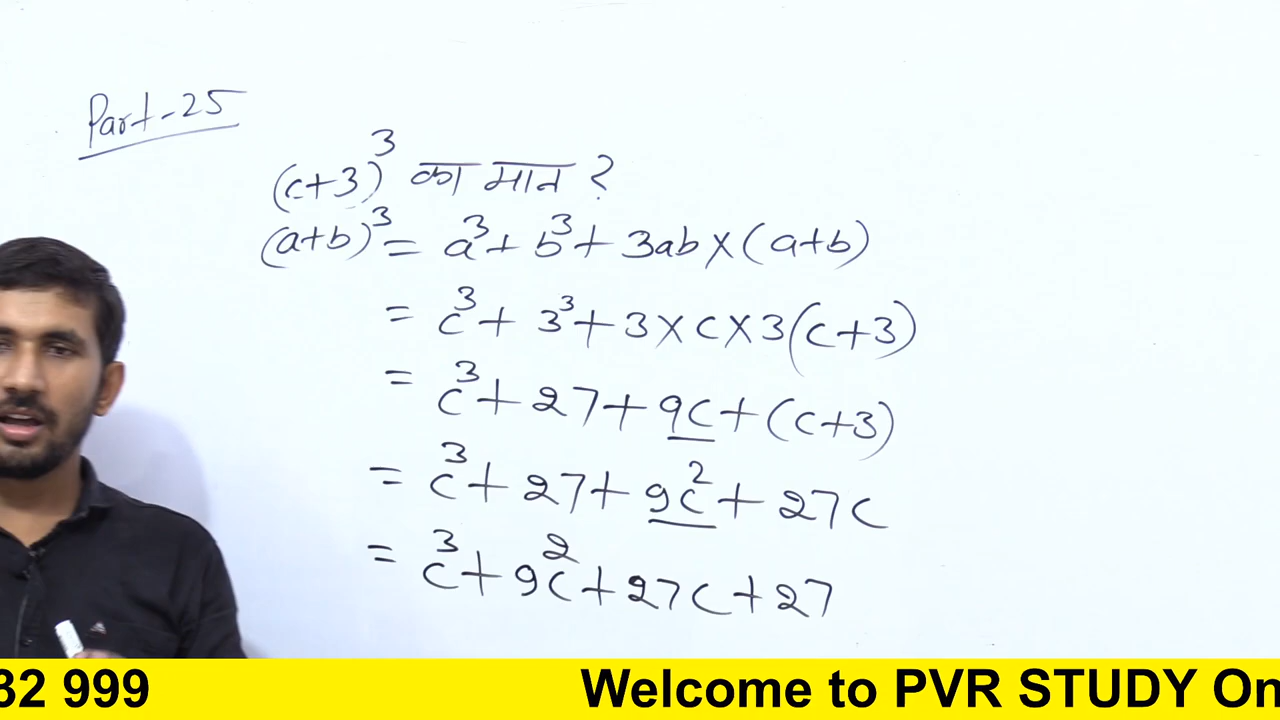 Part-25
(c+3)³ का मान ?
(a+b)³ = a³ + b³ + 3ab × (a+b)
= c³ + 3³ + 3 × c × 3 (c+3)
= c³ + 27 + 9c + (c+3)
= c³ + 27 + 9c² + 27c
= c³ + 9c² + 27c + 27
32 999 Welcome to PVR STUDY On